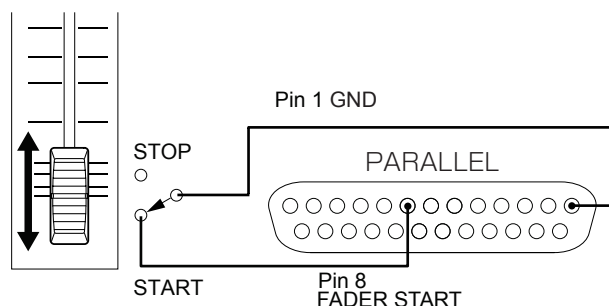 Pin 1 GND
STOP
PARALLEL
START
Pin 8
FADER START